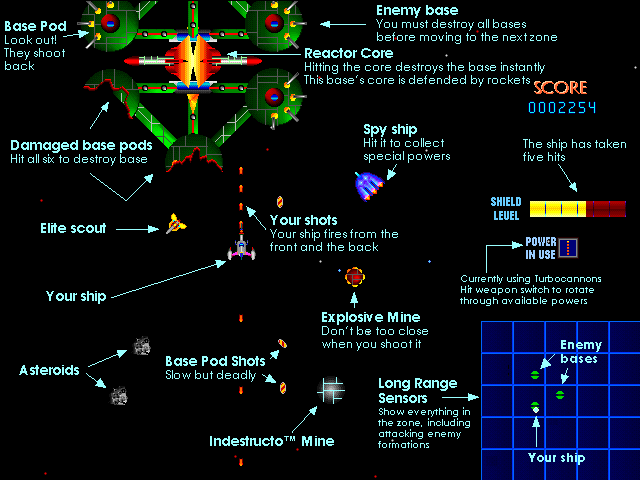 Base Pod
Look out!
They shoot
back
Enemy base
You must destroy all bases
before moving to the next zone
Reactor Core
Hitting the core destroys the base instantly
This base's core is defended by rockets
SCORE
0002254
Damaged base pods
Hit all six to destroy base
Spy ship
Hit it to collect
special powers
The ship has taken
five hits
SHIELD
LEVEL
Elite scout
Your shots
Your ship fires from the
front and the back
POWER
IN USE
Currently using Turbocannons
Hit weapon switch to rotate
through available powers
Your ship
Explosive Mine
Don't be too close
when you shoot it
Asteroids
Base Pod Shots
Slow but deadly
Enemy
bases
Long Range
Sensors
Show everything in
the zone, including
attacking enemy
formations
Indestructo™ Mine
Your ship